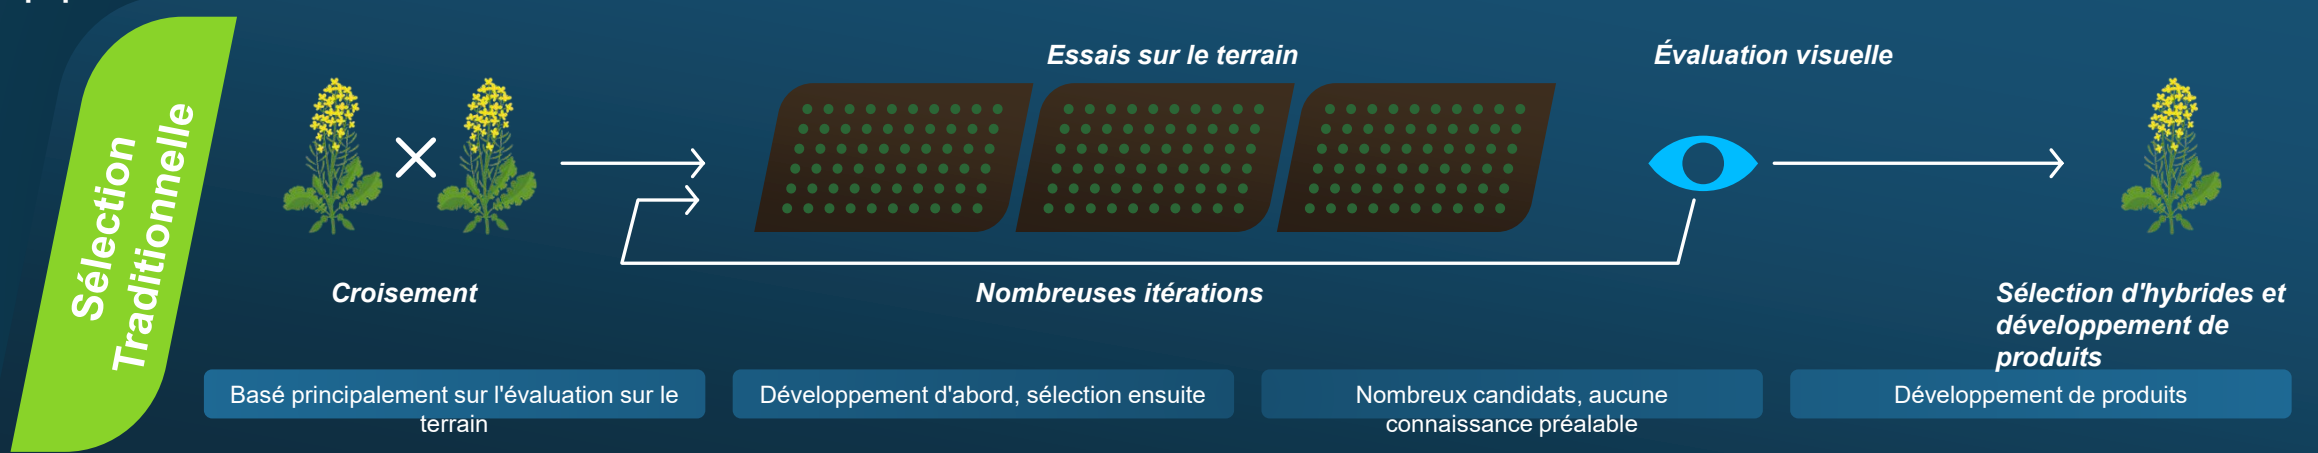 Sélection
Traditionnelle
Essais sur le terrain
Évaluation visuelle
Croisement
Nombreuses itérations
Sélection d'hybrides et
développement de
produits
Basé principalement sur l'évaluation sur le
terrain
Développement d'abord, sélection ensuite
Nombreux candidats, aucune
connaissance préalable
Développement de produits